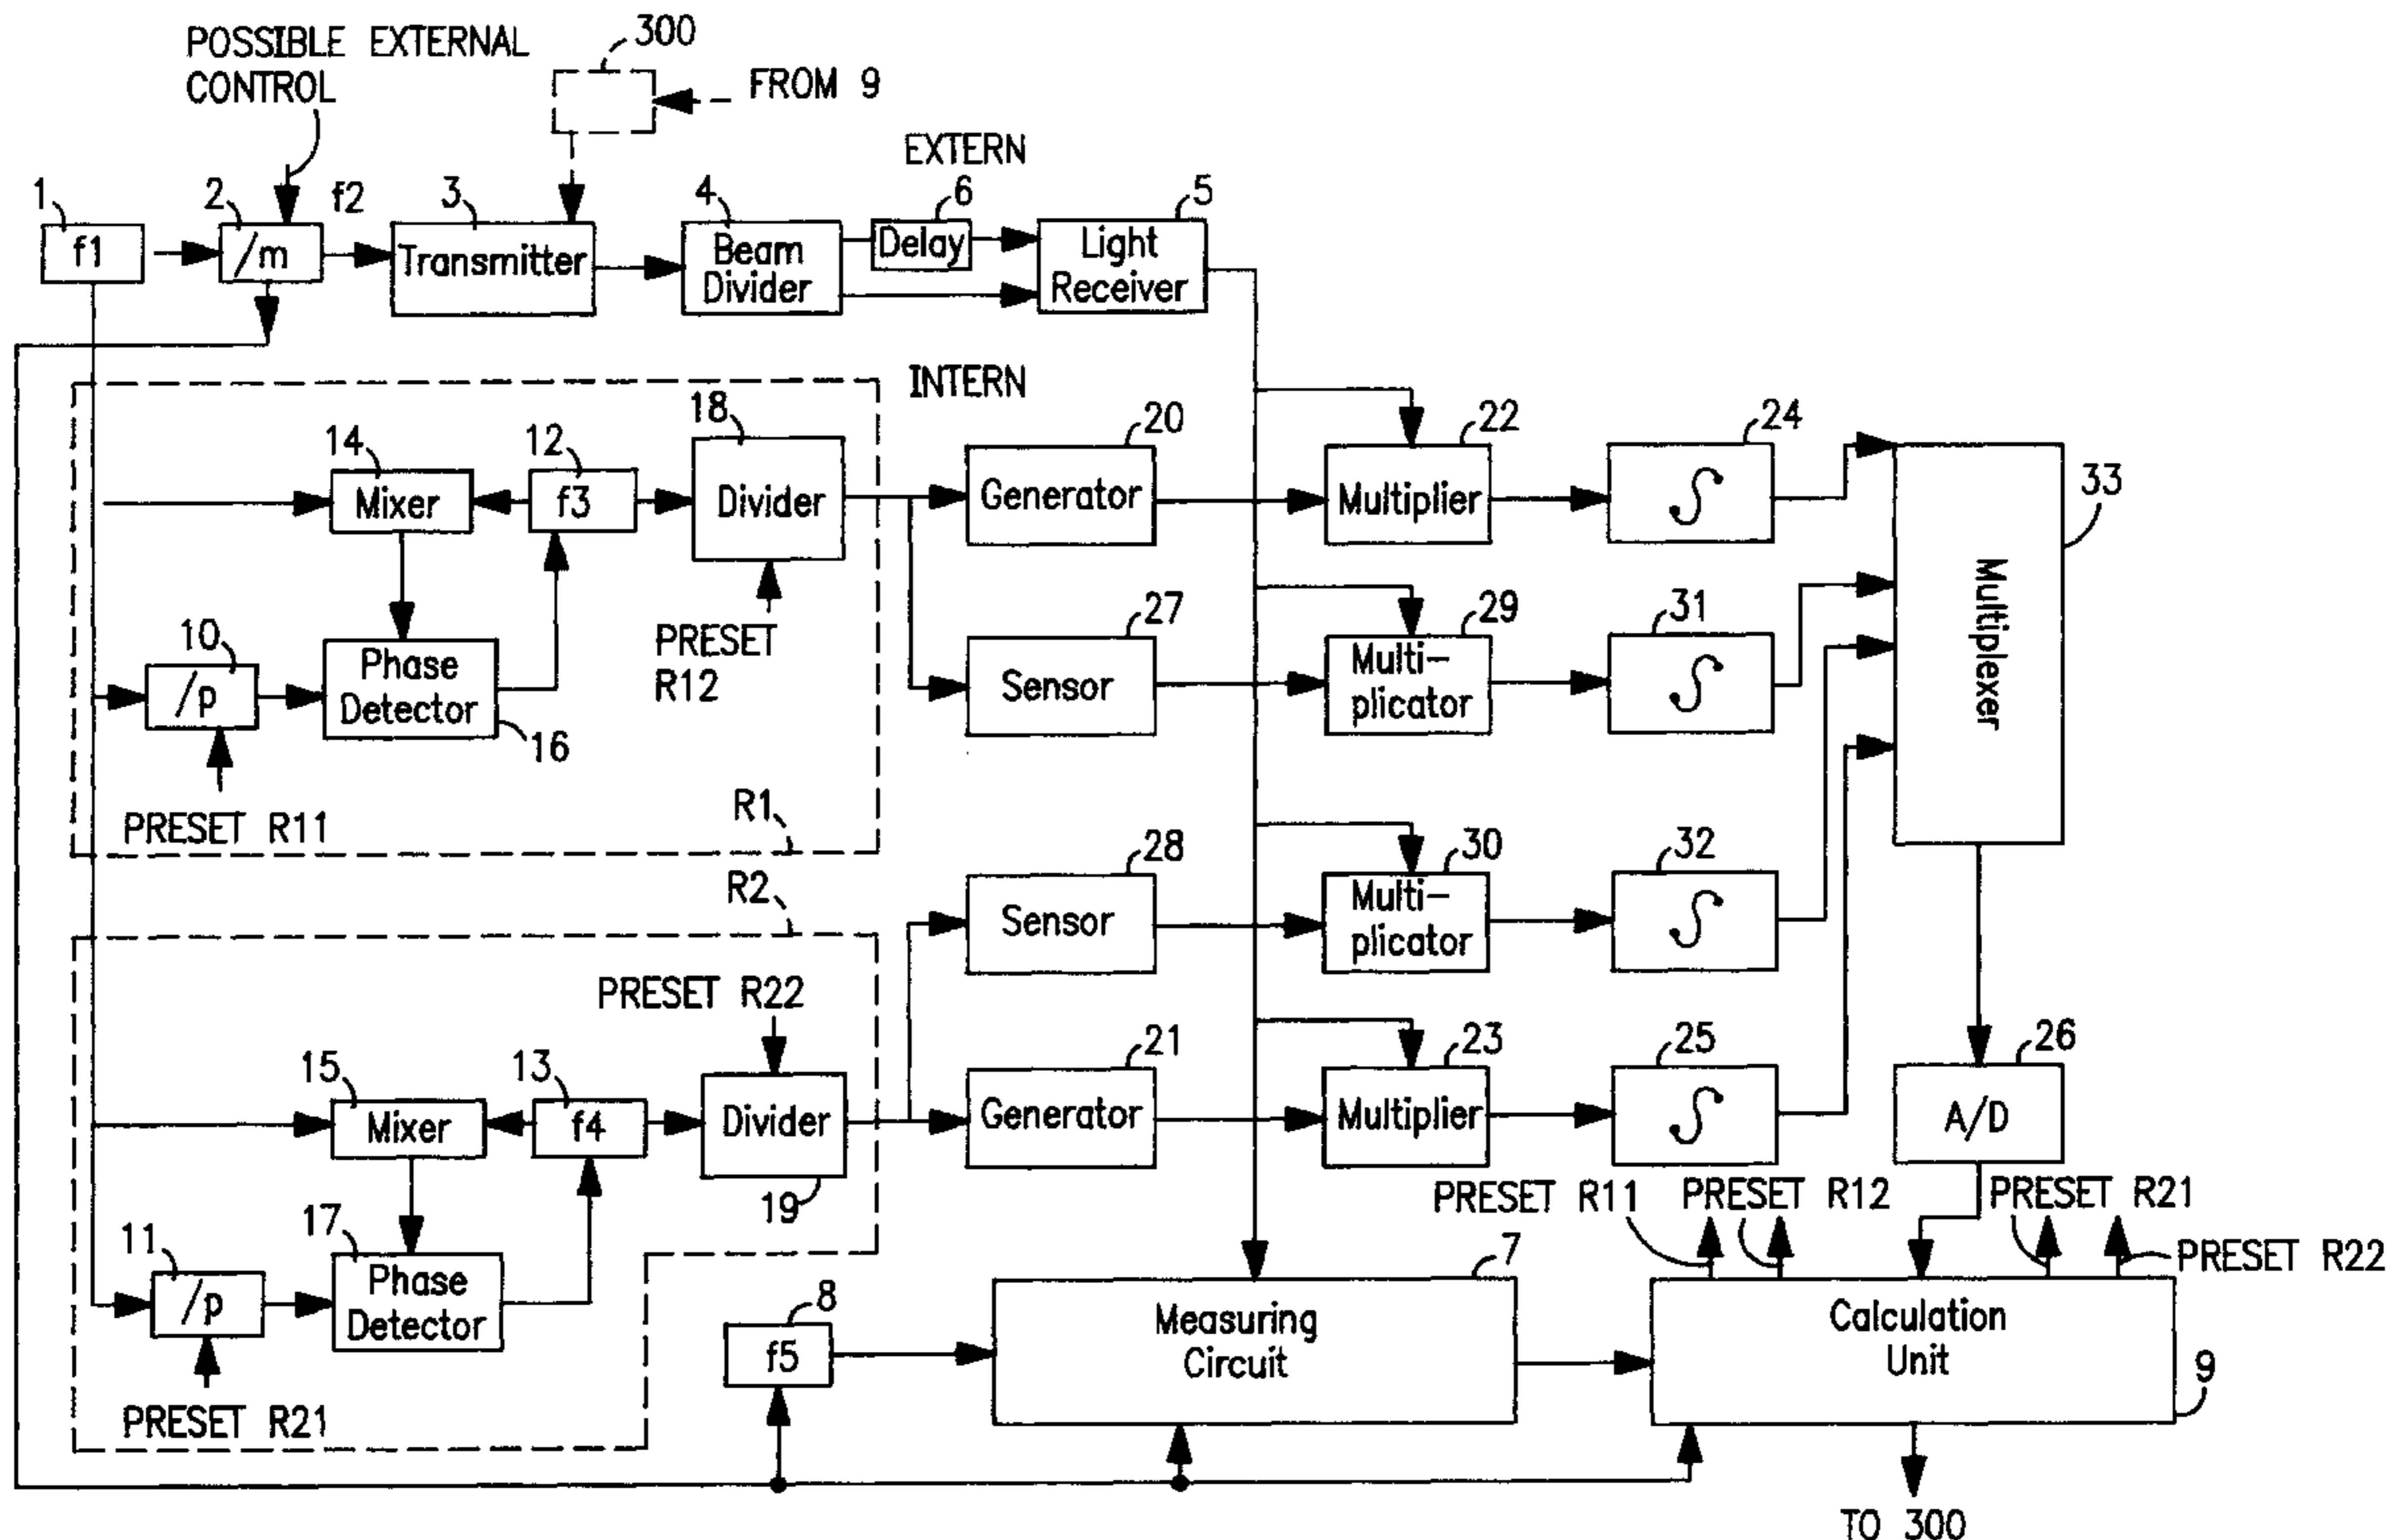 POSSIBLE EXTERNAL
CONTROL
300
FROM 9
EXTERN
1
2
f2
3
4
6
5
f1
/m
Transmitter
Beam
Divider
Delay
Light
Receiver
INTERN
14
12
18
20
22
24
33
Mixer
f3
Divider
Generator
Multiplier
∫
Multiplexer
10
PRESET
R12
27
29
31
/p
Phase
Detector
16
Sensor
Multi-
plicator
∫
PRESET R11
R1
R2
28
30
32
Sensor
Multi-
plicator
∫
PRESET R22
15
13
21
23
25
26
Mixer
f4
Divider
19
Generator
Multiplier
∫
A/D
PRESET R11
PRESET R12
PRESET R21
PRESET R22
11
17
/p
Phase
Detector
8
f5
7
Measuring
Circuit
Calculation
Unit
9
PRESET R21
TO 300